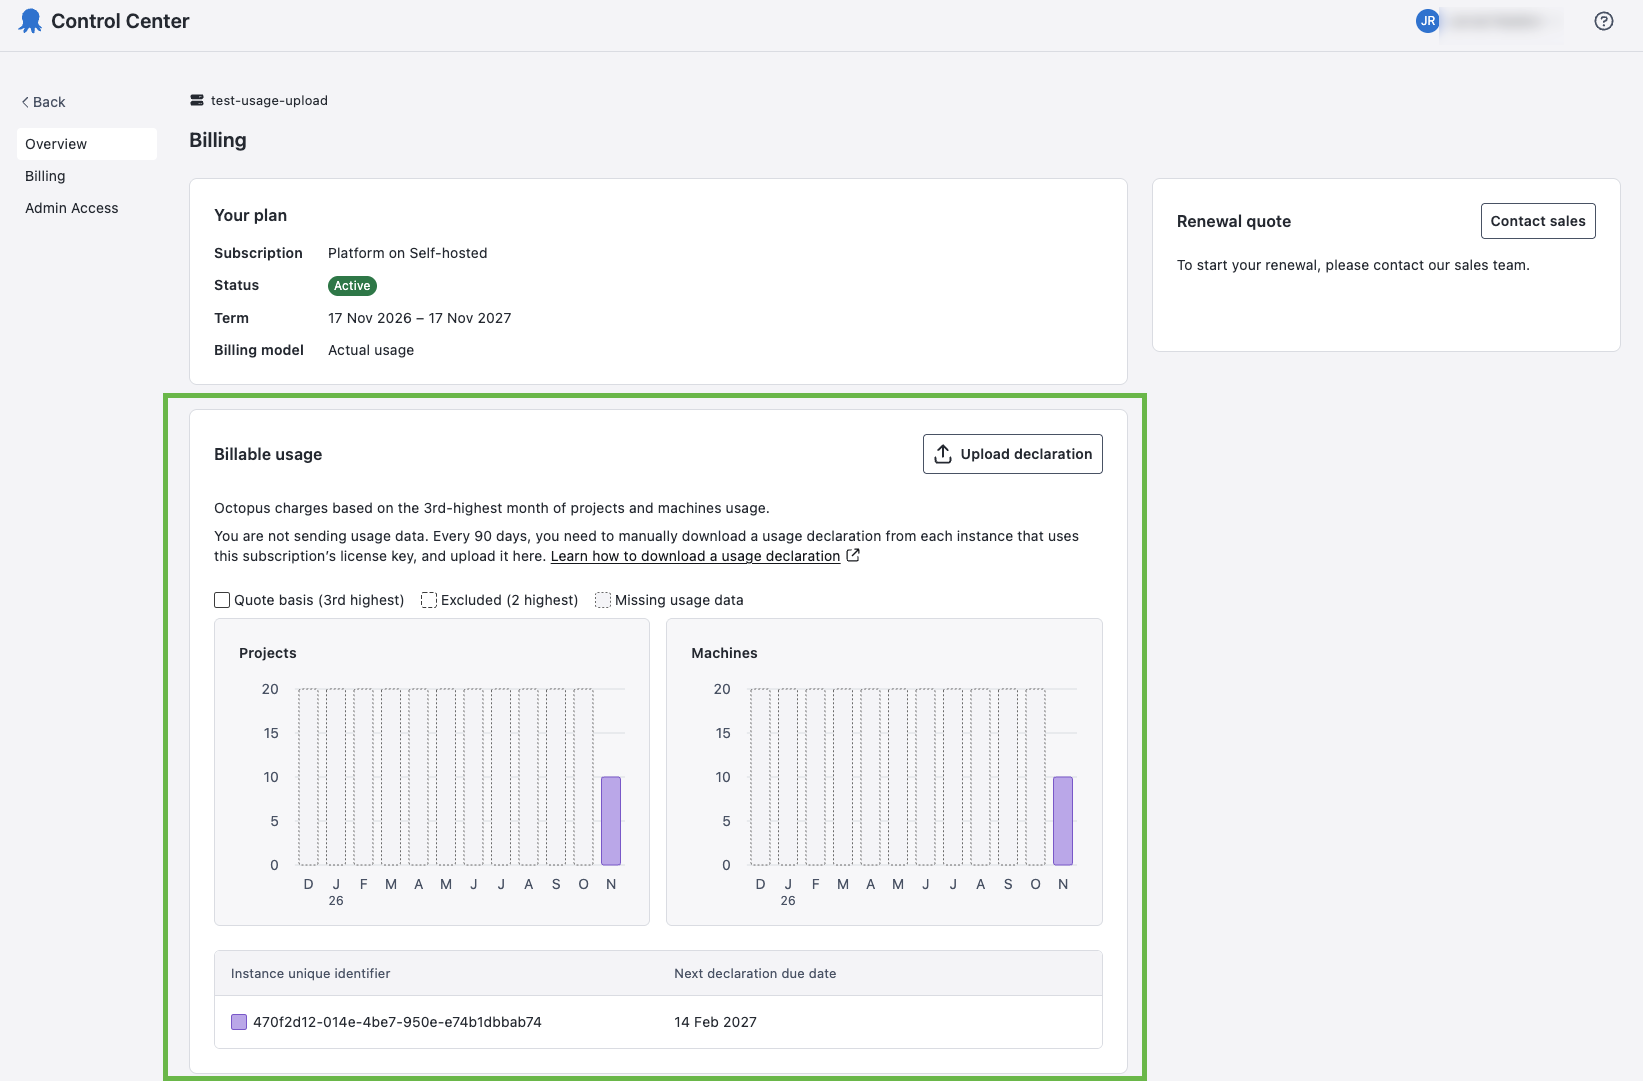 Control Center
JR
Back
Overview
Billing
Admin Access
test-usage-upload
Billing
Your plan
Subscription Platform on Self-hosted
Status Active
Term 17 Nov 2026 – 17 Nov 2027
Billing model Actual usage
Renewal quote
Contact sales
To start your renewal, please contact our sales team.
Billable usage
Upload declaration
Octopus charges based on the 3rd-highest month of projects and machines usage.
You are not sending usage data. Every 90 days, you need to manually download a usage declaration from each instance that uses
this subscription's license key, and upload it here. Learn how to download a usage declaration
Quote basis (3rd highest) Excluded (2 highest) Missing usage data
Projects
20
15
10
5
0
D J F M A M J J A S O N
26
Machines
20
15
10
5
0
D J F M A M J J A S O N
26
Instance unique identifier Next declaration due date
470f2d12-014e-4be7-950e-e74b1dbbab74 14 Feb 2027